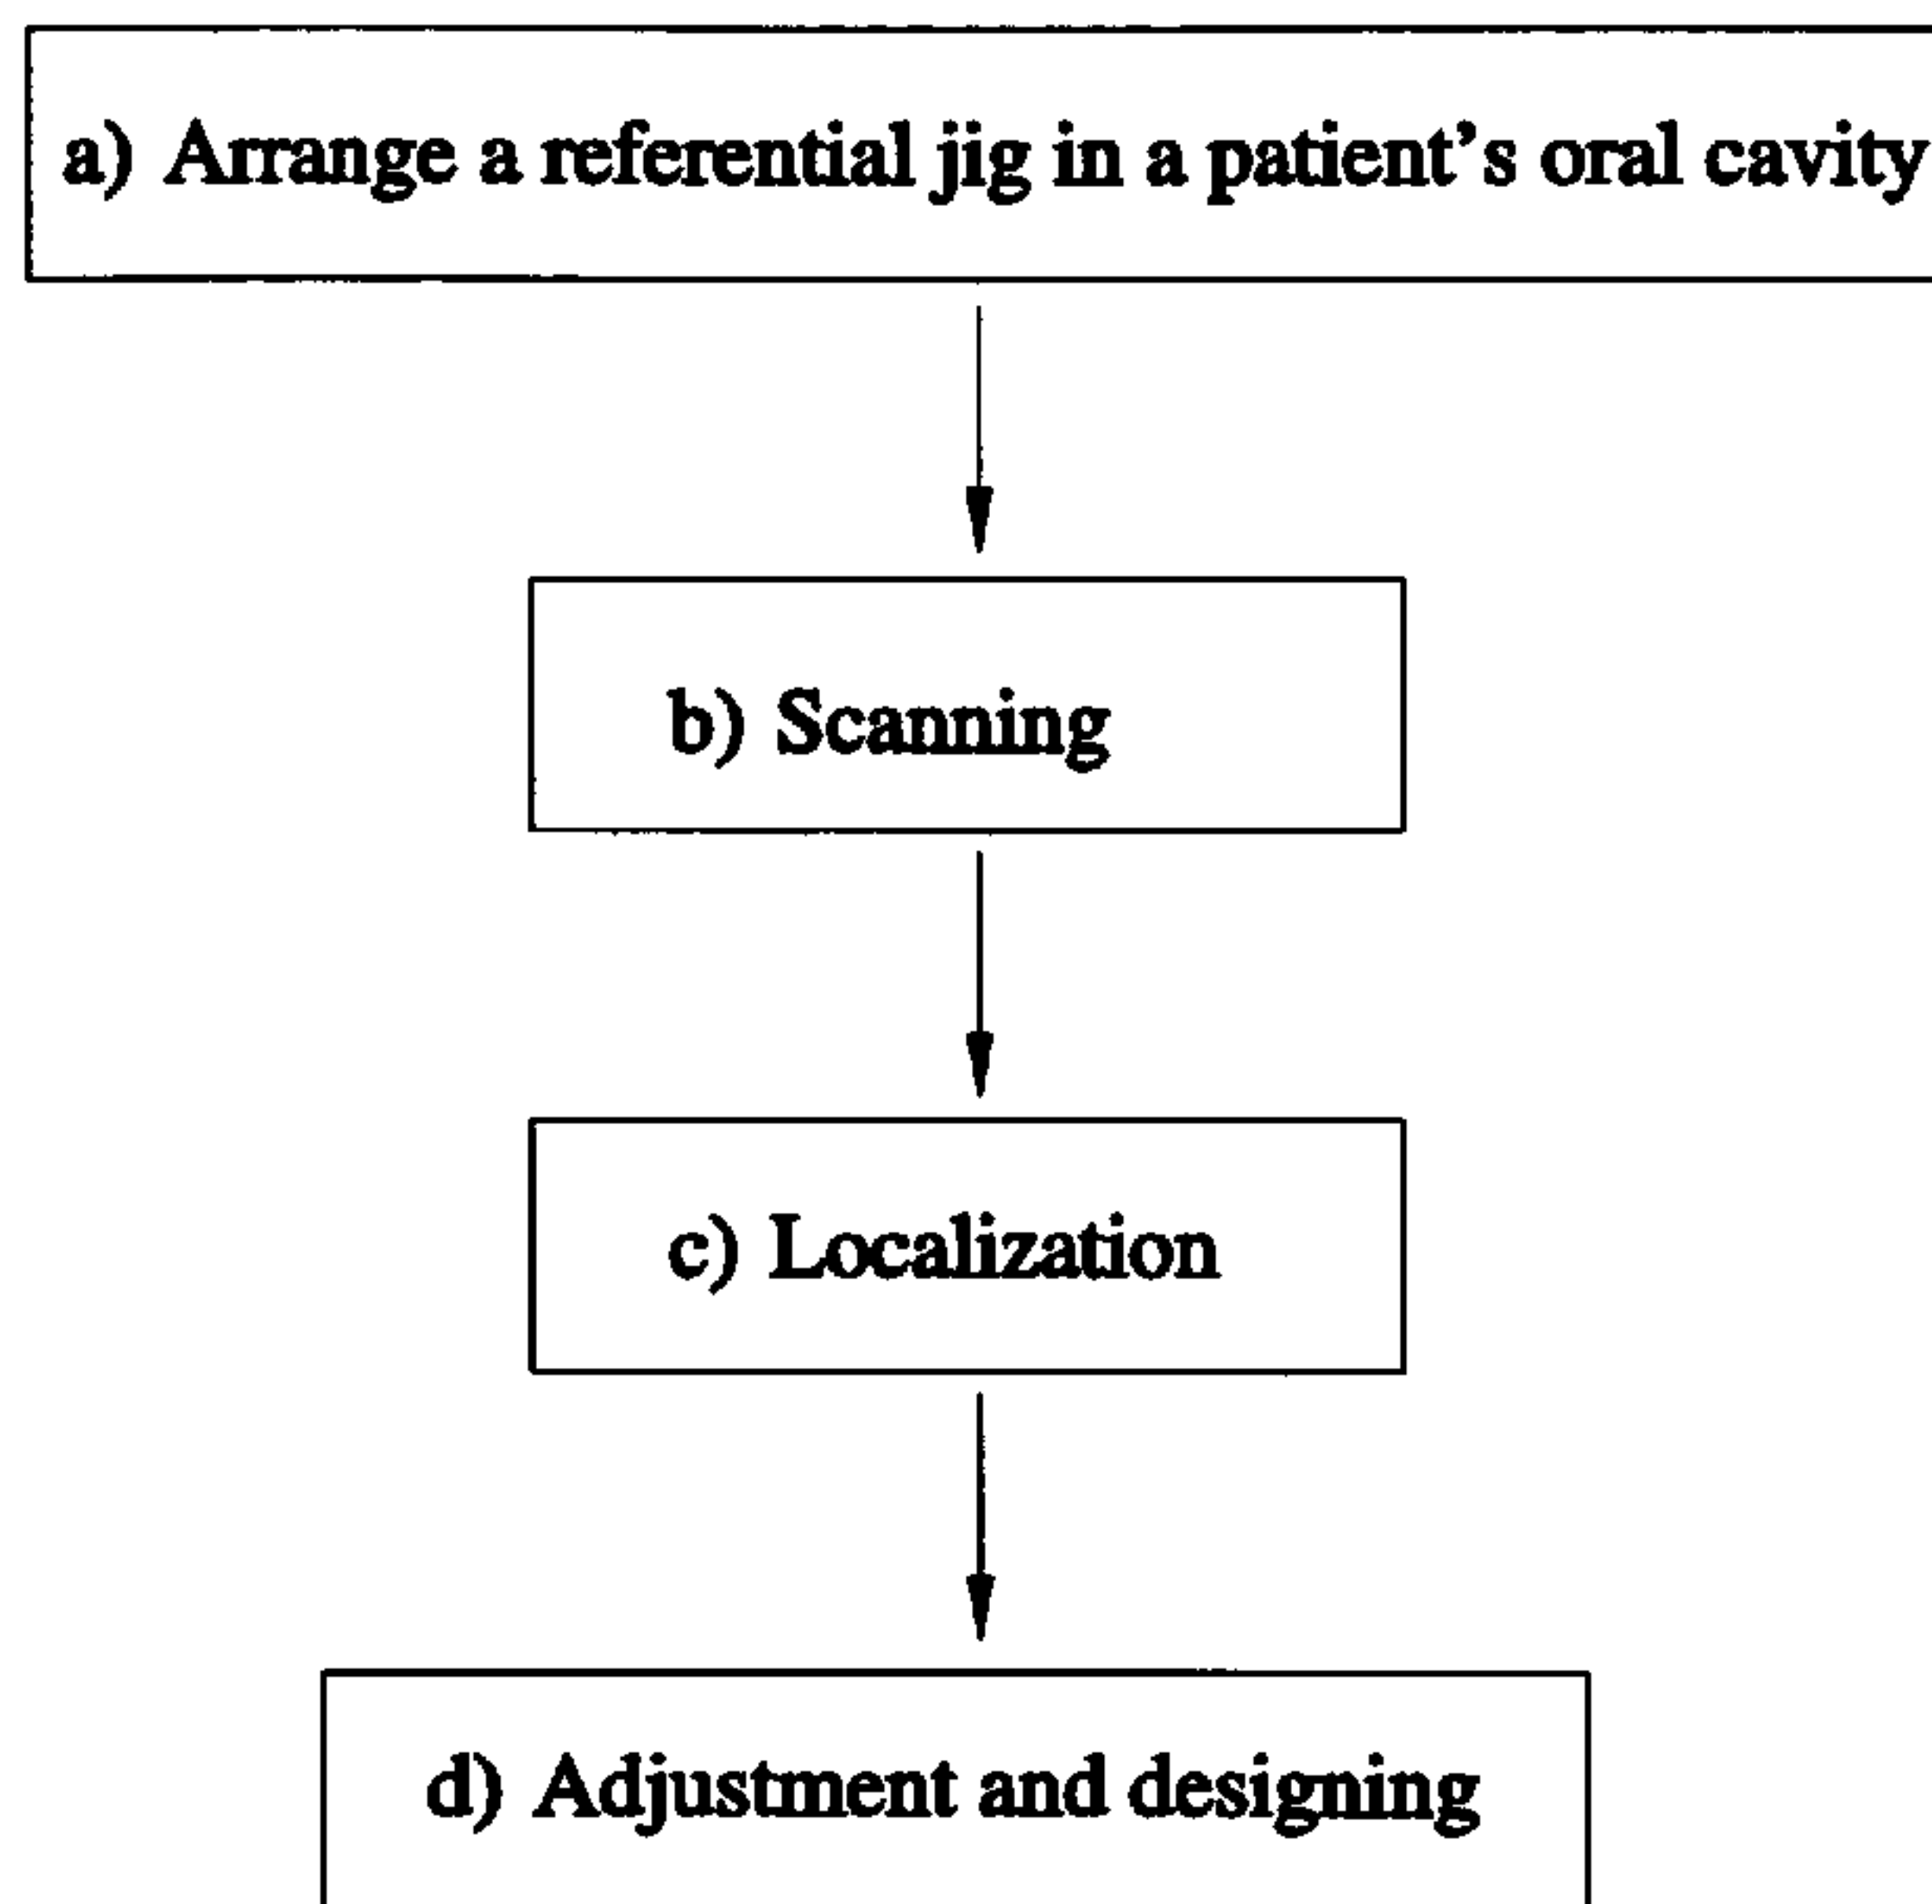 a) Arrange a referential jig in a patient’s oral cavity
b) Scanning
c) Localization
d) Adjustment and designing